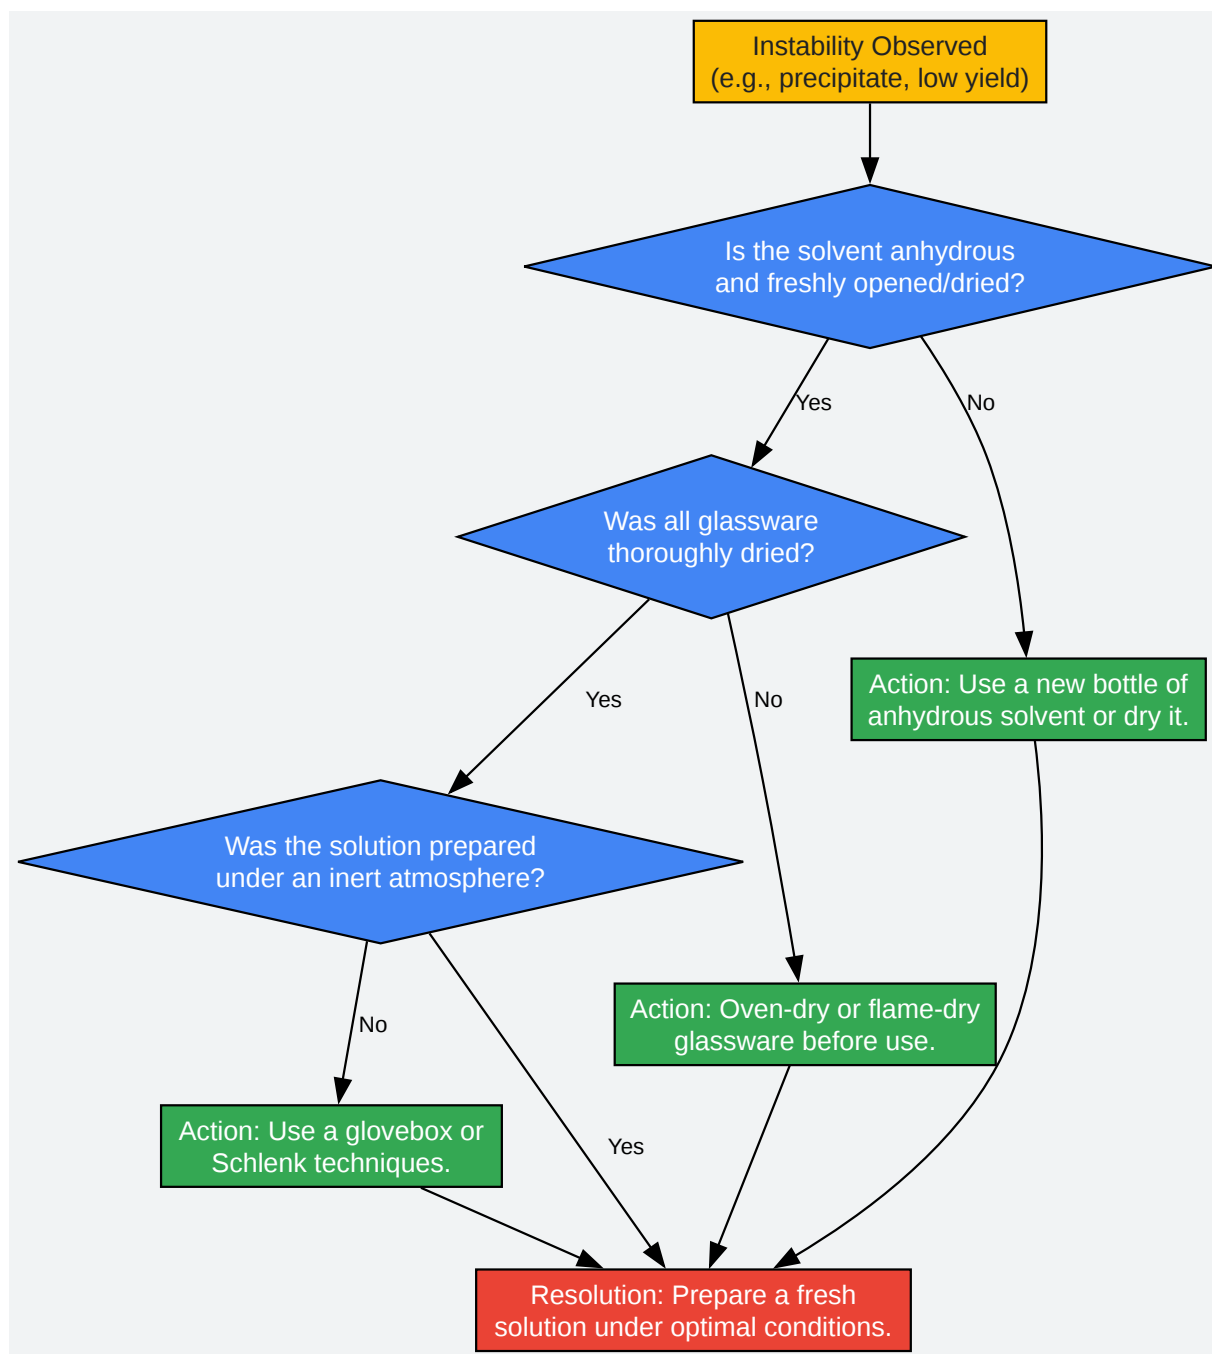 Instability Observed
(e.g., precipitate, low yield)
Is the solvent anhydrous
and freshly opened/dried?
Yes
No
Was all glassware
thoroughly dried?
Yes
No
Action: Use a new bottle of
anhydrous solvent or dry it.
Was the solution prepared
under an inert atmosphere?
No
Action: Oven-dry or flame-dry
glassware before use.
Action: Use a glovebox or
Schlenk techniques.
Yes
Resolution: Prepare a fresh
solution under optimal conditions.